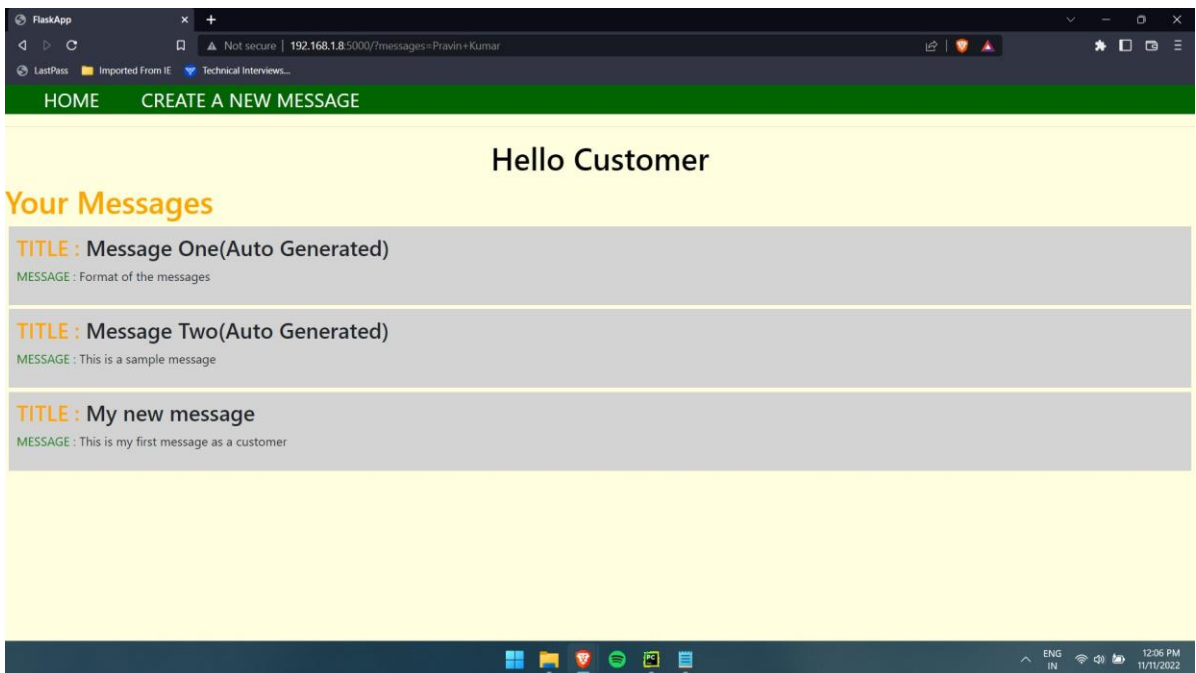 FlaskApp
Not secure | 192.168.1.8:5000/?messages=Pravin+Kumar
LastPass Imported From IE Technical Interviews...
HOME CREATE A NEW MESSAGE
Hello Customer
Your Messages
TITLE : Message One(Auto Generated)
MESSAGE : Format of the messages
TITLE : Message Two(Auto Generated)
MESSAGE : This is a sample message
TITLE : My new message
MESSAGE : This is my first message as a customer
PC
ENG
IN
12:06 PM
11/11/2022